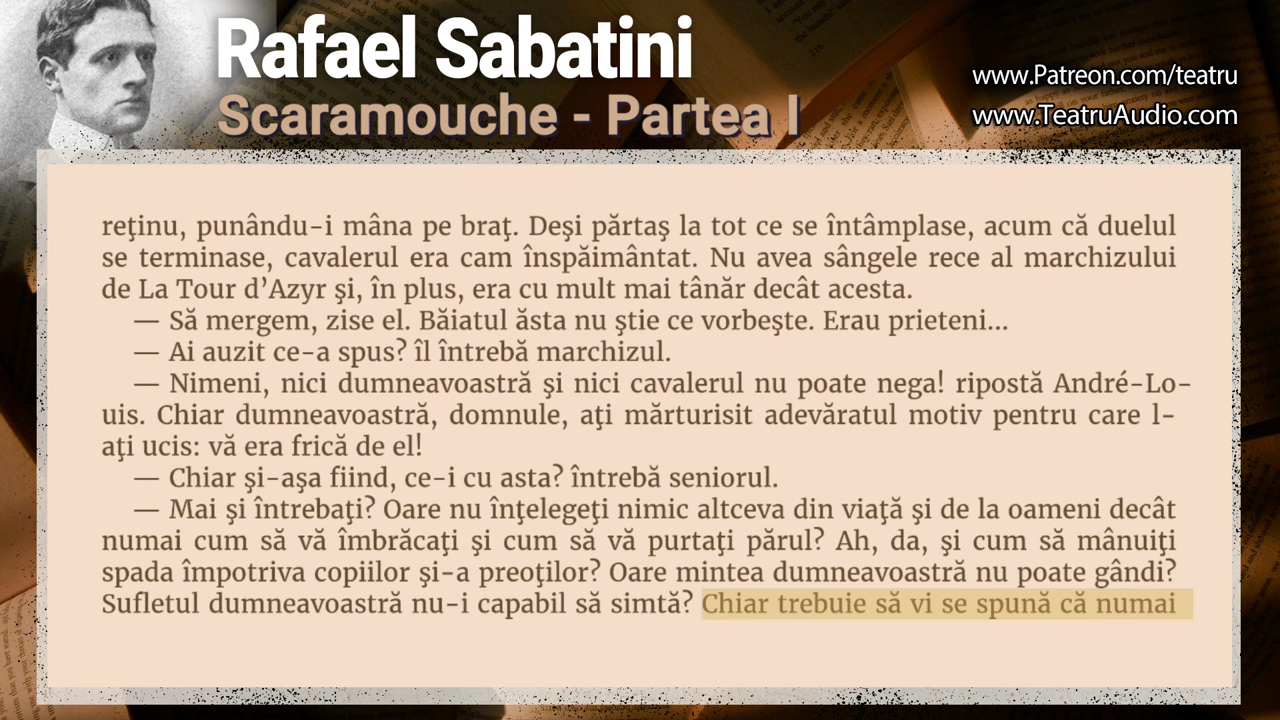 Rafael Sabatini
Scaramouche - Partea I
www.Patreon.com/teatru
www.TeatruAudio.com
reţinu, punându-i mâna pe braţ. Deşi părtaş la tot ce se întâmplase, acum că duelul
se terminase, cavalerul era cam înspăimântat. Nu avea sângele rece al marchizului
de La Tour d’Azyr şi, în plus, era cu mult mai tânăr decât acesta.
— Să mergem, zise el. Băiatul ăsta nu ştie ce vorbeşte. Erau prieteni...
— Ai auzit ce-a spus? îl întrebă marchizul.
— Nimeni, nici dumneavoastră şi nici cavalerul nu poate nega! ripostă André-Lo-
uis. Chiar dumneavoastră, domnule, aţi mărturisit adevăratul motiv pentru care l-
aţi ucis: vă era frică de el!
— Chiar şi-aşa fiind, ce-i cu asta? întrebă seniorul.
— Mai şi întrebaţi? Oare nu înţelegeţi nimic altceva din viaţă şi de la oameni decât
numai cum să vă îmbrăcaţi şi cum să vă purtaţi părul? Ah, da, şi cum să mânuiţi
spada împotriva copiilor şi-a preoţilor? Oare mintea dumneavoastră nu poate gândi?
Sufletul dumneavoastră nu-i capabil să simtă? Chiar trebuie să vi se spună că numai